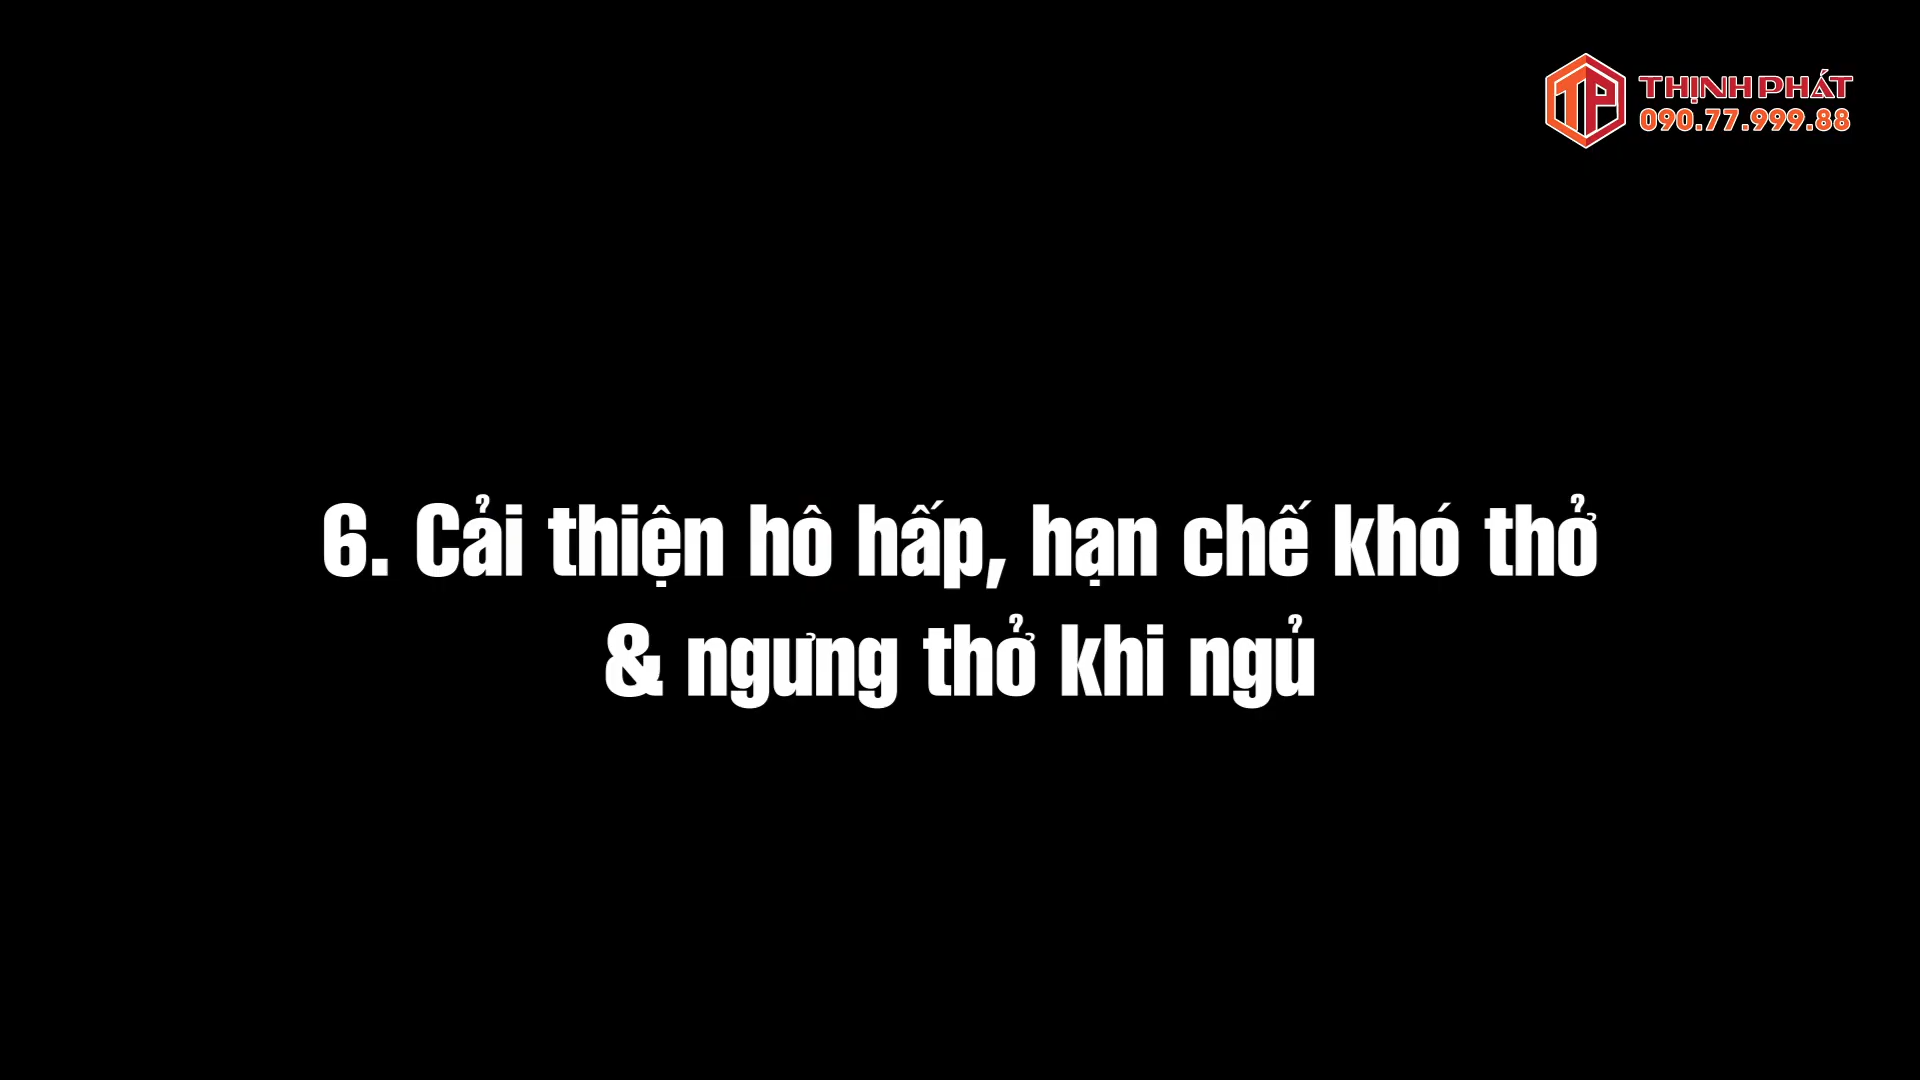 THỊNH PHÁT
090.77.999.88
6. Cải thiện hô hấp, hạn chế khó thở
& ngưng thở khi ngủ